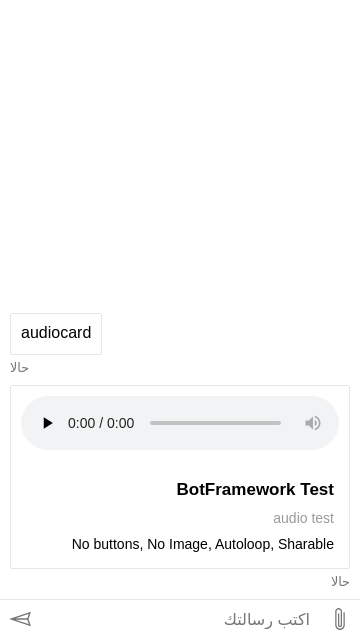 audiocard
حالا
0:00 / 0:00
BotFramework Test
audio test
No buttons, No Image, Autoloop, Sharable
حالا
اكتب رسالتك